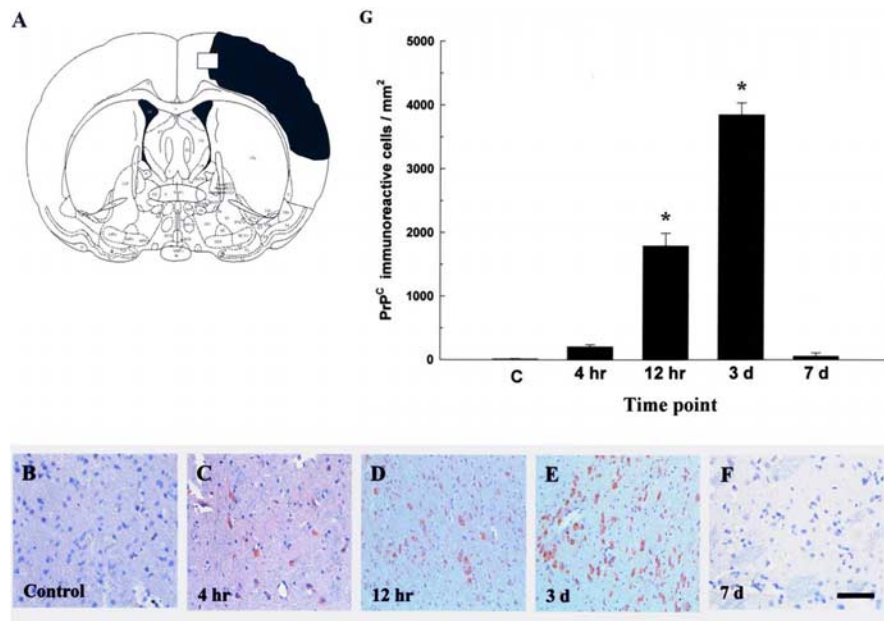 A
G
PrP^C immunoreactive cells / mm²
5000
4000
3000
2000
1000
0
*
*
C
4 hr
12 hr
3 d
7 d
Time point
B
Control
C
4 hr
D
12 hr
E
3 d
F
7 d